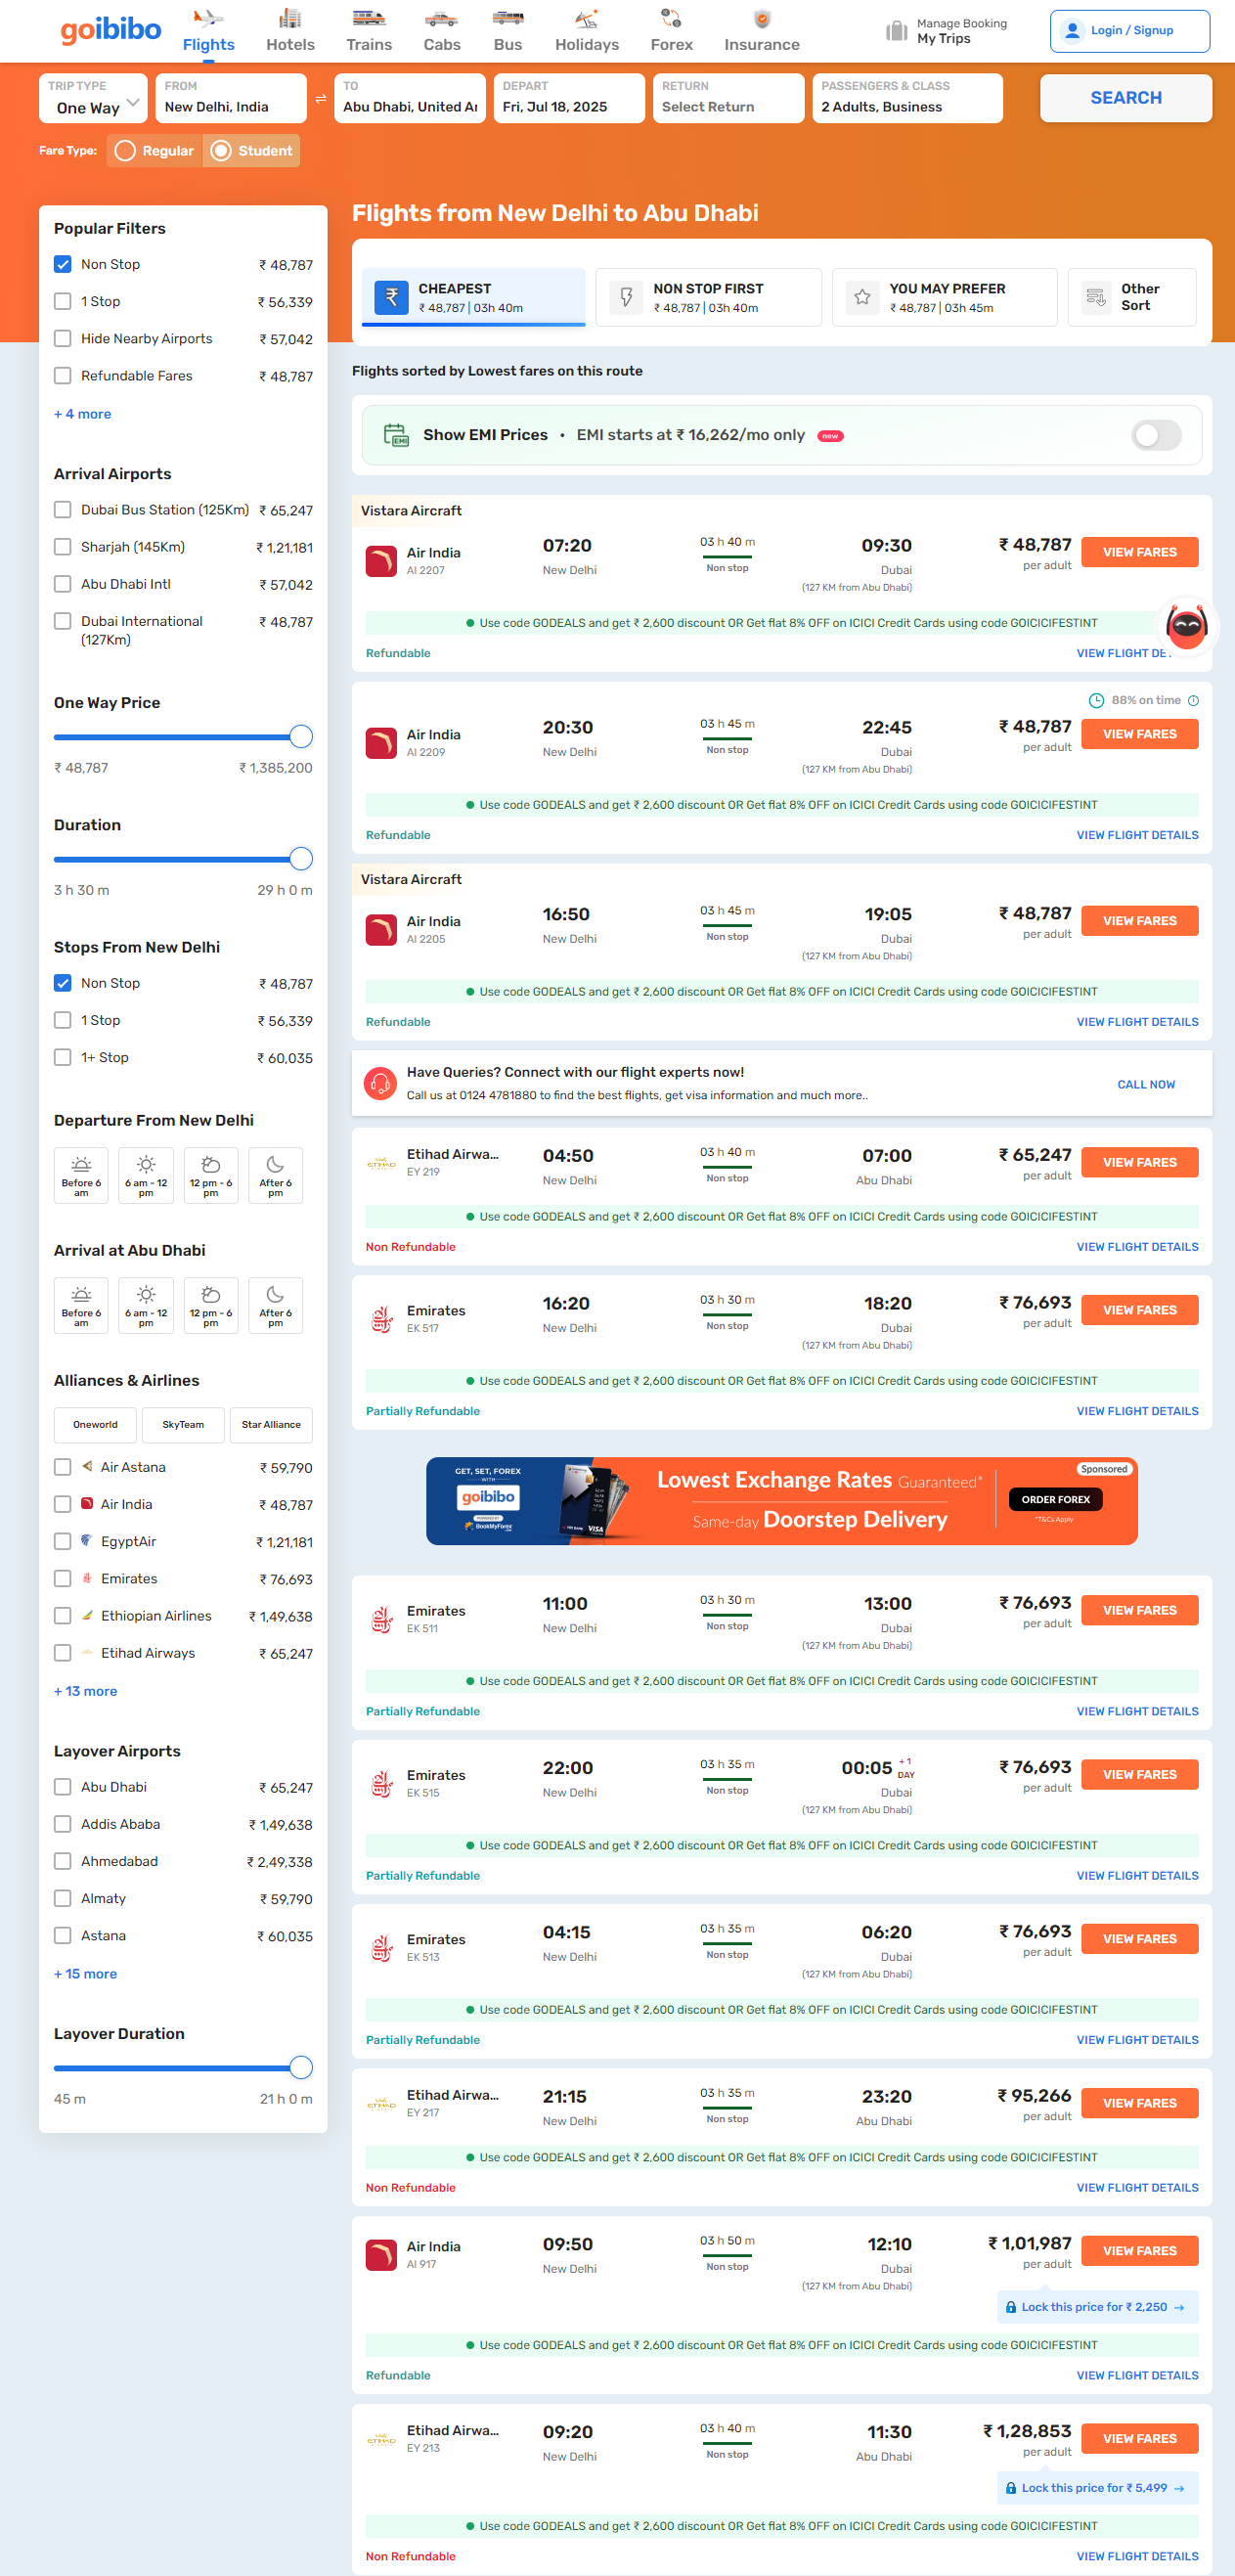 goibibo
Flights
Hotels
Trains
Cabs
Bus
Holidays
Forex
Insurance
Manage Booking
My Trips
Login / Signup
TRIP TYPE
One Way
FROM
New Delhi, India
TO
Abu Dhabi, United Ar
DEPART
Fri, Jul 18, 2025
RETURN
Select Return
PASSENGERS & CLASS
2 Adults, Business
SEARCH
Fare Type:
Regular
Student
Popular Filters
Non Stop ₹ 48,787
1 Stop ₹ 56,339
Hide Nearby Airports ₹ 57,042
Refundable Fares ₹ 48,787
+ 4 more
Arrival Airports
Dubai Bus Station (125Km) ₹ 65,247
Sharjah (145Km) ₹ 1,21,181
Abu Dhabi Intl ₹ 57,042
Dubai International ₹ 48,787
(127Km)
One Way Price
₹ 48,787 ₹ 1,385,200
Duration
3 h 30 m 29 h 0 m
Stops From New Delhi
Non Stop ₹ 48,787
1 Stop ₹ 56,339
1+ Stop ₹ 60,035
Departure From New Delhi
Before 6 am
6 am - 12 pm
12 pm - 6 pm
After 6 pm
Arrival at Abu Dhabi
Before 6 am
6 am - 12 pm
12 pm - 6 pm
After 6 pm
Alliances & Airlines
Oneworld
SkyTeam
Star Alliance
Air Astana ₹ 59,790
Air India ₹ 48,787
EgyptAir ₹ 1,21,181
Emirates ₹ 76,693
Ethiopian Airlines ₹ 1,49,638
Etihad Airways ₹ 65,247
+ 13 more
Layover Airports
Abu Dhabi ₹ 65,247
Addis Ababa ₹ 1,49,638
Ahmedabad ₹ 2,49,338
Almaty ₹ 59,790
Astana ₹ 60,035
+ 15 more
Layover Duration
45 m 21 h 0 m
Flights from New Delhi to Abu Dhabi
CHEAPEST
₹ 48,787 | 03h 40m
NON STOP FIRST
₹ 48,787 | 03h 40m
YOU MAY PREFER
₹ 48,787 | 03h 45m
Other
Sort
Flights sorted by Lowest fares on this route
EMI Show EMI Prices • EMI starts at ₹ 16,262/mo only new
Vistara Aircraft
Air India 07:20 03 h 40 m 09:30 ₹ 48,787 VIEW FARES
AI 2207 New Delhi Non stop Dubai per adult
(127 KM from Abu Dhabi)
Use code GODEALS and get ₹ 2,600 discount OR Get flat 8% OFF on ICICI Credit Cards using code GOICICIFESTINT
Refundable VIEW FLIGHT DE
88% on time
Air India 20:30 03 h 45 m 22:45 ₹ 48,787 VIEW FARES
AI 2209 New Delhi Non stop Dubai per adult
(127 KM from Abu Dhabi)
Use code GODEALS and get ₹ 2,600 discount OR Get flat 8% OFF on ICICI Credit Cards using code GOICICIFESTINT
Refundable VIEW FLIGHT DETAILS
Vistara Aircraft
Air India 16:50 03 h 45 m 19:05 ₹ 48,787 VIEW FARES
AI 2205 New Delhi Non stop Dubai per adult
(127 KM from Abu Dhabi)
Use code GODEALS and get ₹ 2,600 discount OR Get flat 8% OFF on ICICI Credit Cards using code GOICICIFESTINT
Refundable VIEW FLIGHT DETAILS
Have Queries? Connect with our flight experts now!
Call us at 0124 4781880 to find the best flights, get visa information and much more.. CALL NOW
Etihad Airwa... 04:50 03 h 40 m 07:00 ₹ 65,247 VIEW FARES
EY 219 New Delhi Non stop Abu Dhabi per adult
Use code GODEALS and get ₹ 2,600 discount OR Get flat 8% OFF on ICICI Credit Cards using code GOICICIFESTINT
Non Refundable VIEW FLIGHT DETAILS
Emirates 16:20 03 h 30 m 18:20 ₹ 76,693 VIEW FARES
EK 517 New Delhi Non stop Dubai per adult
(127 KM from Abu Dhabi)
Use code GODEALS and get ₹ 2,600 discount OR Get flat 8% OFF on ICICI Credit Cards using code GOICICIFESTINT
Partially Refundable VIEW FLIGHT DETAILS
GET, SET, FOREX
WITH
goibibo
POWERED BY
BookMyForex
VISA
Lowest Exchange Rates Guaranteed*
Same-day Doorstep Delivery
Sponsored
ORDER FOREX
*T&Cs Apply
Emirates 11:00 03 h 30 m 13:00 ₹ 76,693 VIEW FARES
EK 511 New Delhi Non stop Dubai per adult
(127 KM from Abu Dhabi)
Use code GODEALS and get ₹ 2,600 discount OR Get flat 8% OFF on ICICI Credit Cards using code GOICICIFESTINT
Partially Refundable VIEW FLIGHT DETAILS
Emirates 22:00 03 h 35 m 00:05 +1 DAY ₹ 76,693 VIEW FARES
EK 515 New Delhi Non stop Dubai per adult
(127 KM from Abu Dhabi)
Use code GODEALS and get ₹ 2,600 discount OR Get flat 8% OFF on ICICI Credit Cards using code GOICICIFESTINT
Partially Refundable VIEW FLIGHT DETAILS
Emirates 04:15 03 h 35 m 06:20 ₹ 76,693 VIEW FARES
EK 513 New Delhi Non stop Dubai per adult
(127 KM from Abu Dhabi)
Use code GODEALS and get ₹ 2,600 discount OR Get flat 8% OFF on ICICI Credit Cards using code GOICICIFESTINT
Partially Refundable VIEW FLIGHT DETAILS
Etihad Airwa... 21:15 03 h 35 m 23:20 ₹ 95,266 VIEW FARES
EY 217 New Delhi Non stop Abu Dhabi per adult
Use code GODEALS and get ₹ 2,600 discount OR Get flat 8% OFF on ICICI Credit Cards using code GOICICIFESTINT
Non Refundable VIEW FLIGHT DETAILS
Air India 09:50 03 h 50 m 12:10 ₹ 1,01,987 VIEW FARES
AI 917 New Delhi Non stop Dubai per adult
(127 KM from Abu Dhabi)
Lock this price for ₹ 2,250 →
Use code GODEALS and get ₹ 2,600 discount OR Get flat 8% OFF on ICICI Credit Cards using code GOICICIFESTINT
Refundable VIEW FLIGHT DETAILS
Etihad Airwa... 09:20 03 h 40 m 11:30 ₹ 1,28,853 VIEW FARES
EY 213 New Delhi Non stop Abu Dhabi per adult
Lock this price for ₹ 5,499 →
Use code GODEALS and get ₹ 2,600 discount OR Get flat 8% OFF on ICICI Credit Cards using code GOICICIFESTINT
Non Refundable VIEW FLIGHT DETAILS